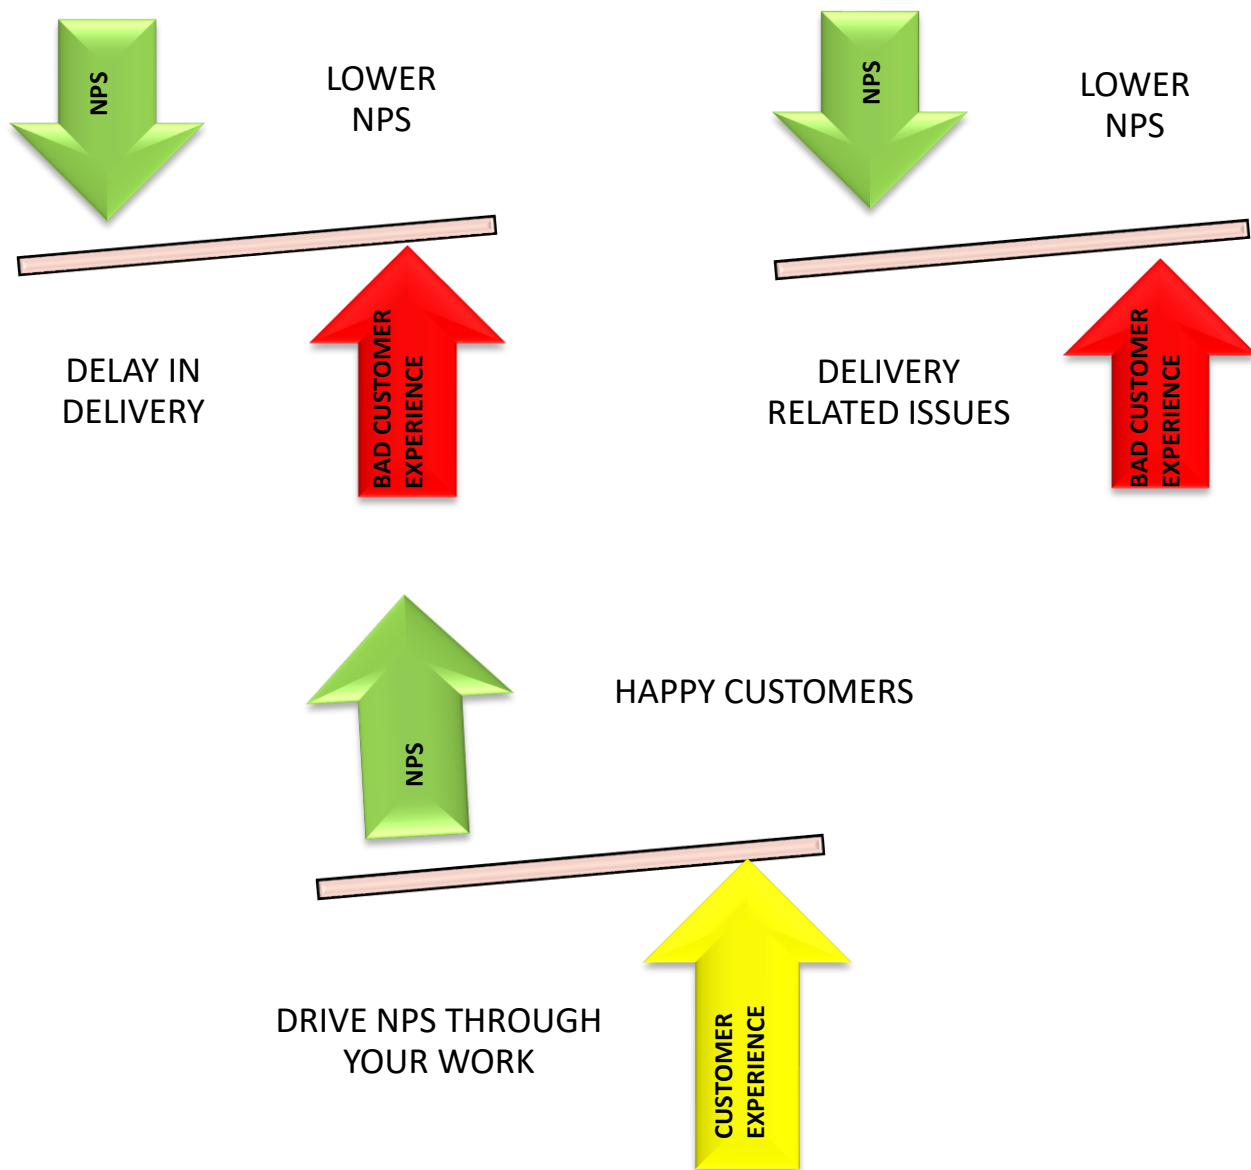 NPS
LOWER
NPS
DELAY IN
DELIVERY
BAD CUSTOMER
EXPERIENCE
NPS
LOWER
NPS
DELIVERY
RELATED ISSUES
BAD CUSTOMER
EXPERIENCE
NPS
HAPPY CUSTOMERS
DRIVE NPS THROUGH
YOUR WORK
CUSTOMER
EXPERIENCE